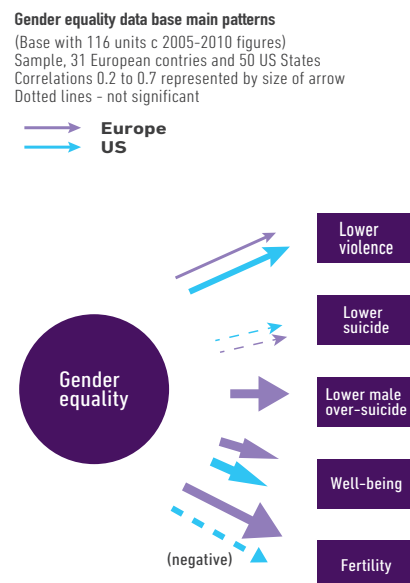 Gender equality data base main patterns
(Base with 116 units c 2005-2010 figures)
Sample, 31 European contries and 50 US States
Correlations 0.2 to 0.7 represented by size of arrow
Dotted lines - not significant
Europe
US
Lower
violence
Lower
suicide
Gender
equality
Lower male
over-suicide
Well-being
(negative)
Fertility